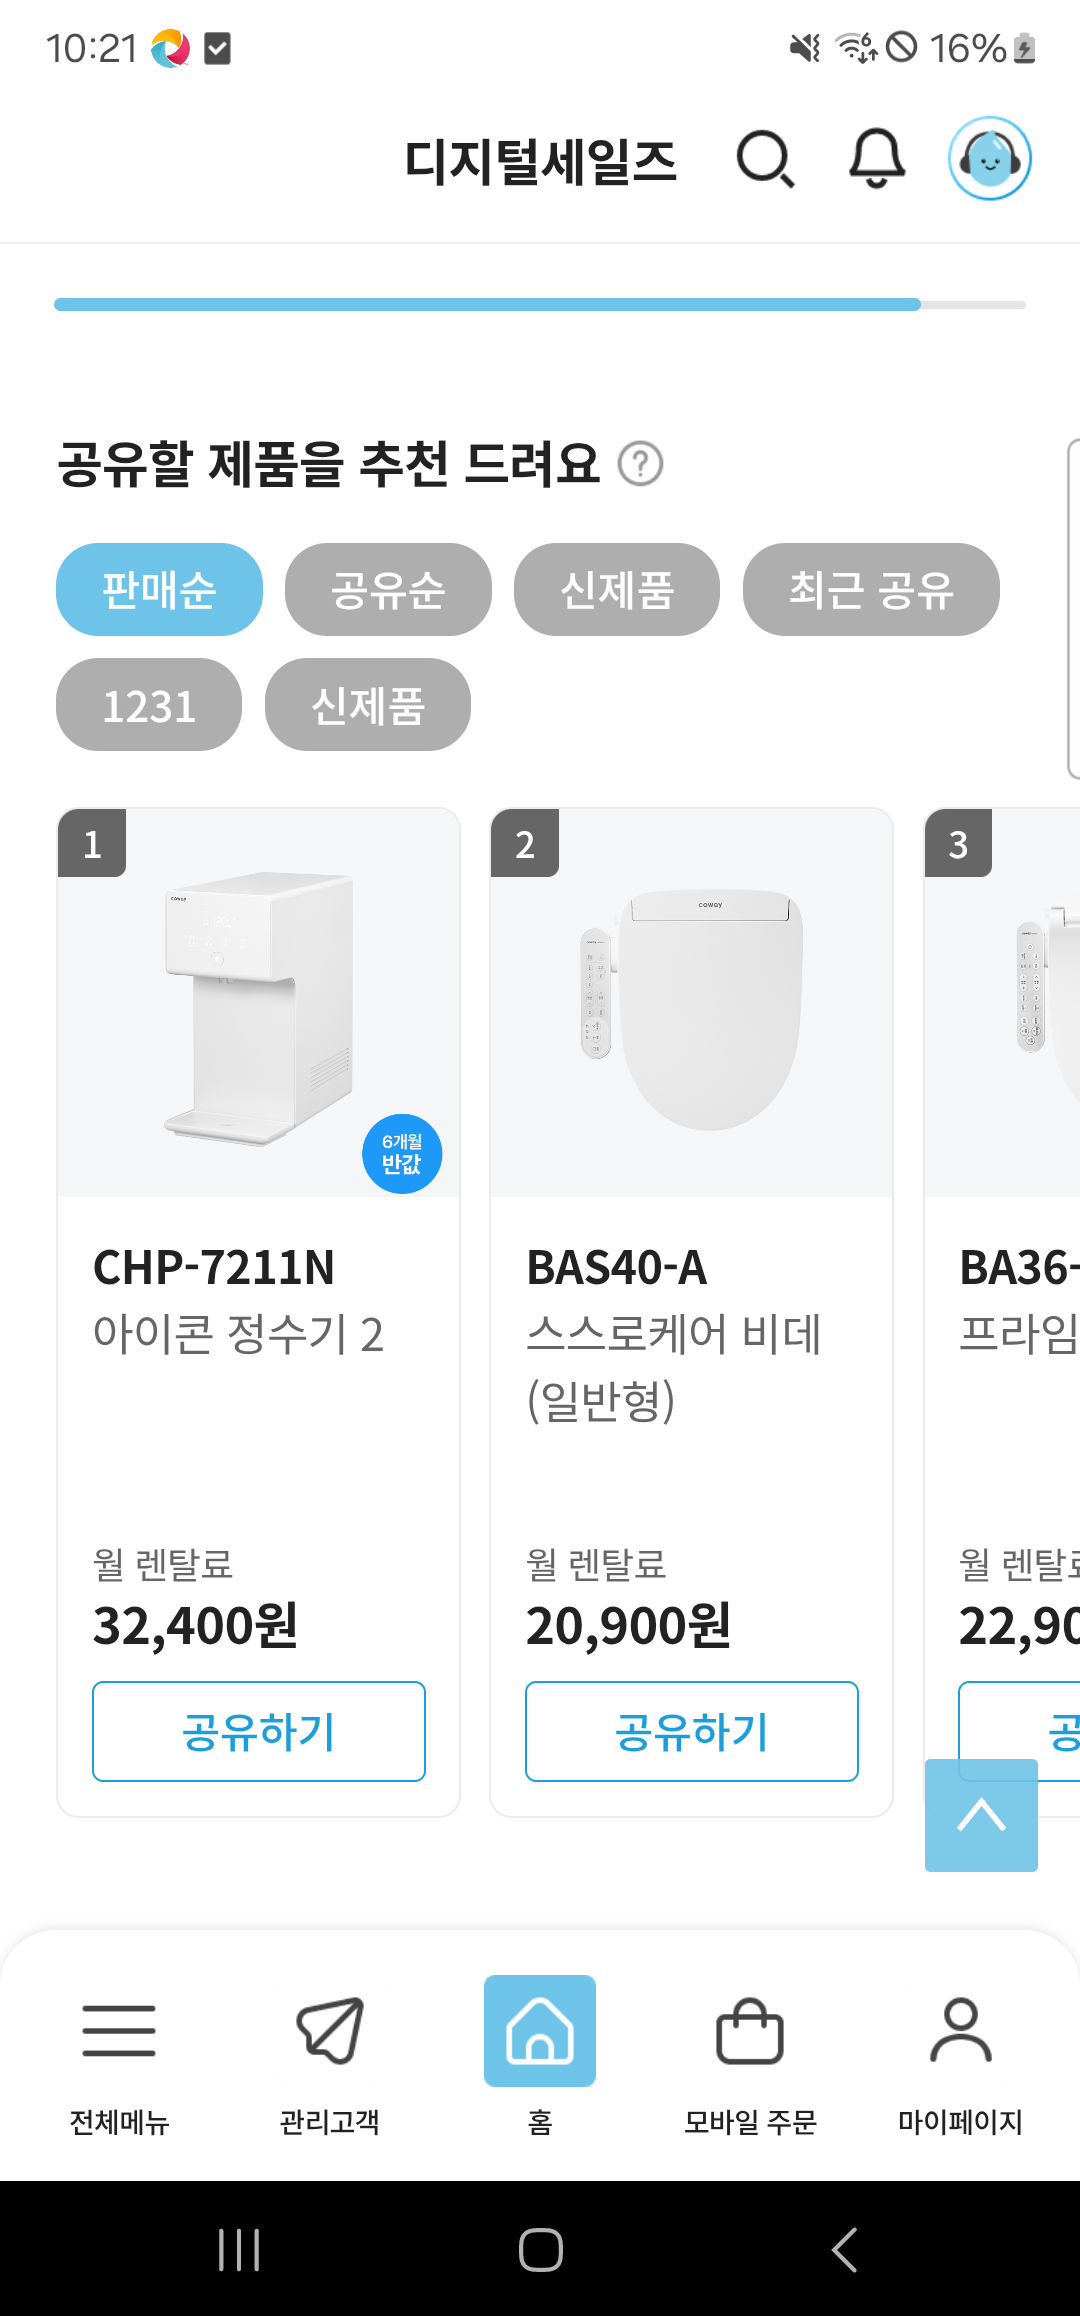 10:21
16%
디지털세일즈
공유할 제품을 추천 드려요 ?
판매순 공유순 신제품 최근 공유
1231 신제품
1 2 3
coway
coway
6개월
반값
CHP-7211N
아이콘 정수기 2
월 렌탈료
32,400원
공유하기
BAS40-A
스스로케어 비데
(일반형)
월 렌탈료
20,900원
공유하기
BA36-
프라임
월 렌탈료
22,90
공
전체메뉴 관리고객 홈 모바일 주문 마이페이지